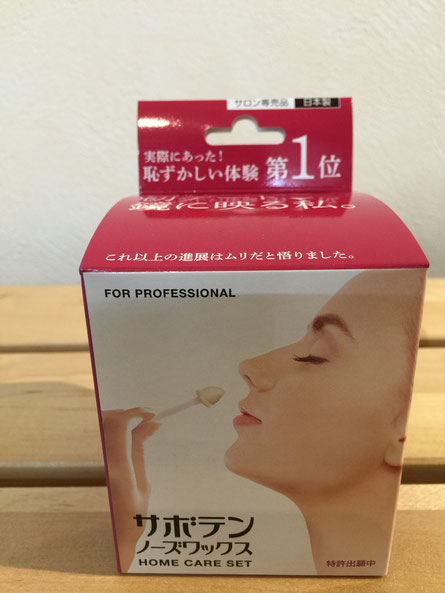 サロン専売品 日本製
実際にあった!
恥ずかしい体験 第1位
鏡に映る私。
これ以上の進展はムリだと悟りました。
FOR PROFESSIONAL
サボテン
ノーズワックス
HOME CARE SET
特許出願中